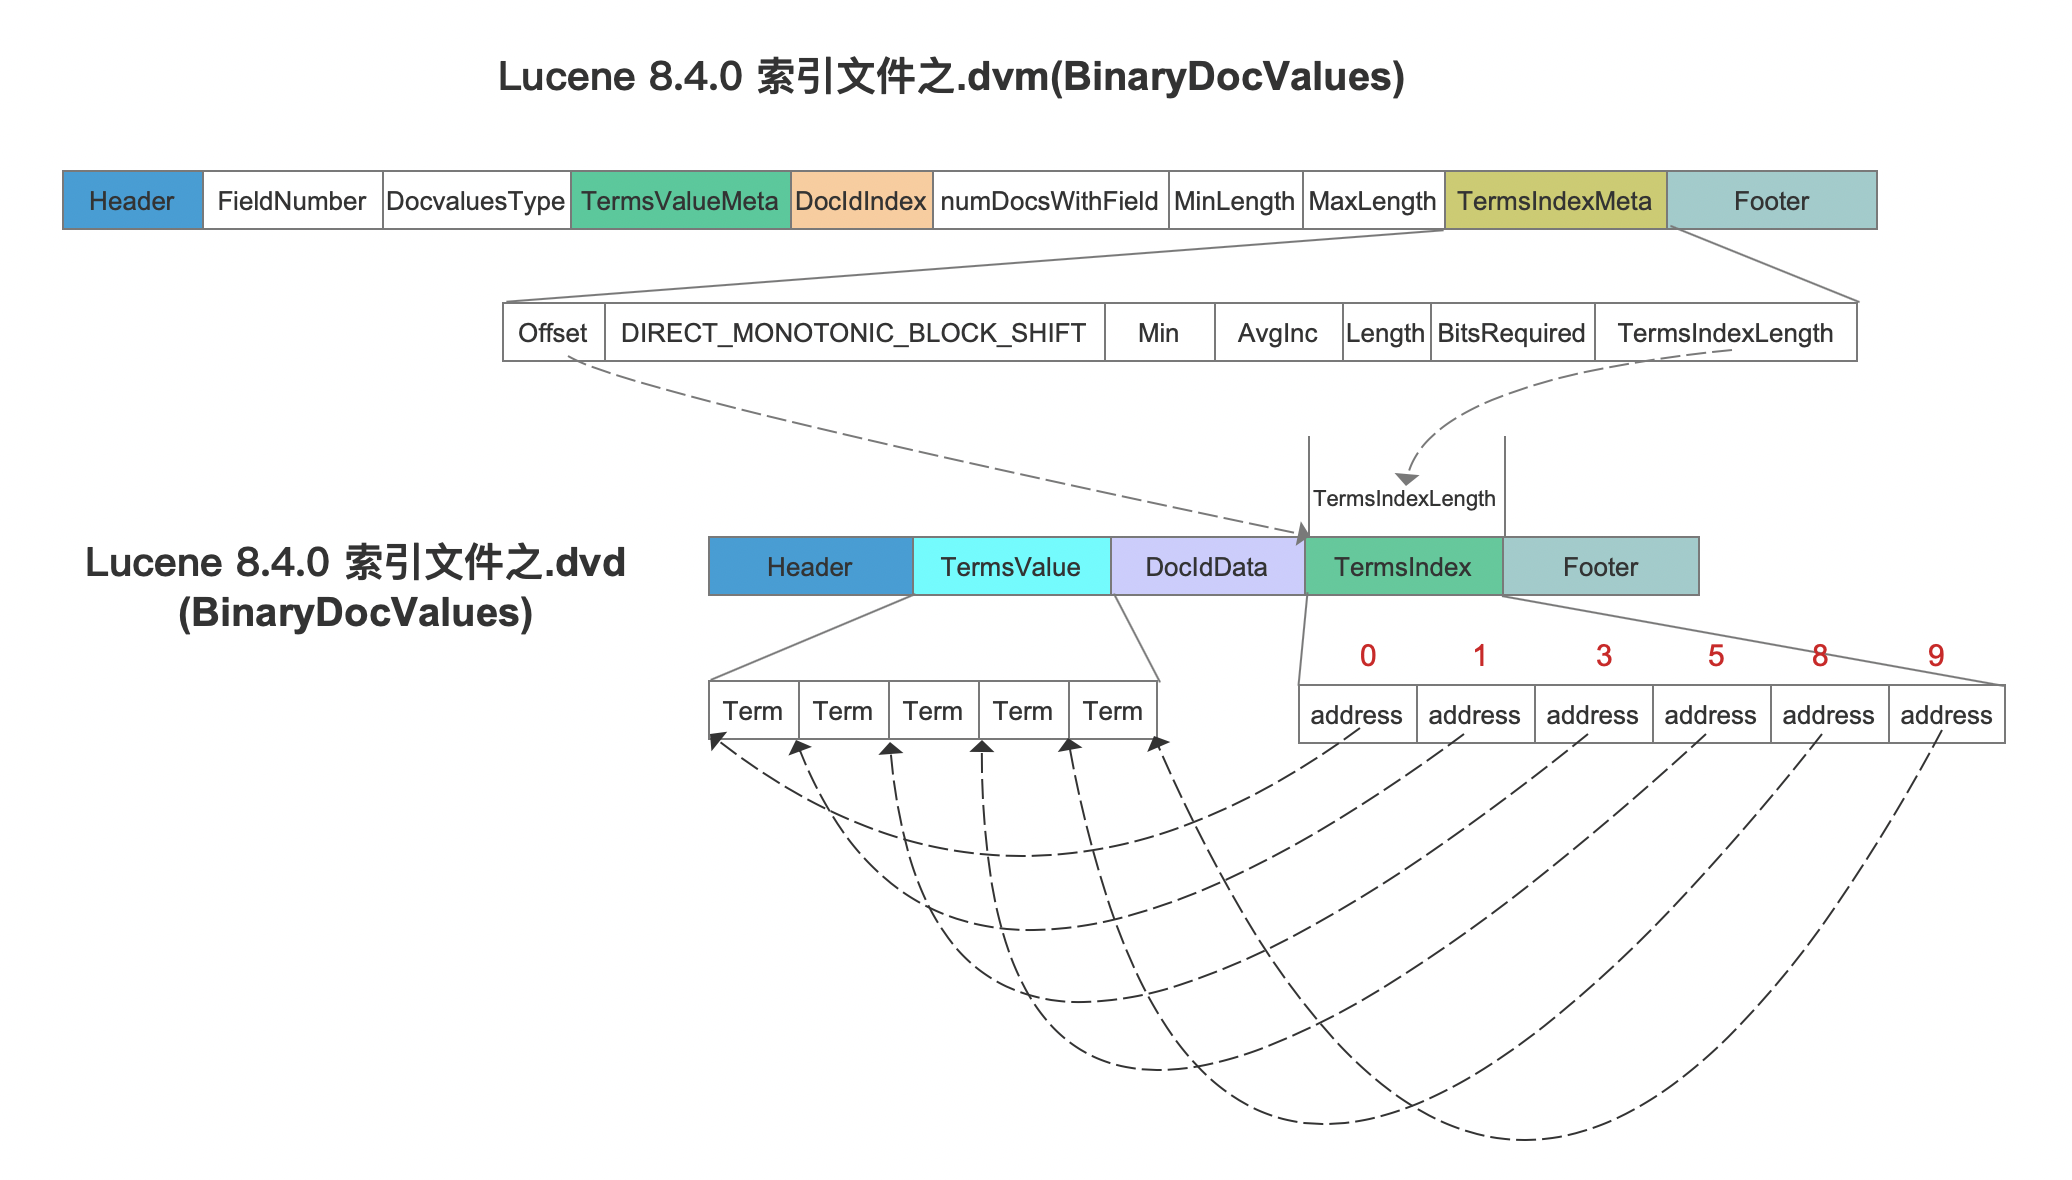 Lucene 8.4.0 索引文件之.dvm(BinaryDocValues)
Header FieldNumber DocvaluesType TermsValueMeta DocIdIndex numDocsWithField MinLength MaxLength TermsIndexMeta Footer
Offset DIRECT_MONOTONIC_BLOCK_SHIFT Min AvgInc Length BitsRequired TermsIndexLength
TermsIndexLength
Lucene 8.4.0 索引文件之.dvd
(BinaryDocValues)
Header TermsValue DocIdData TermsIndex Footer
0 1 3 5 8 9
Term Term Term Term Term
address address address address address address